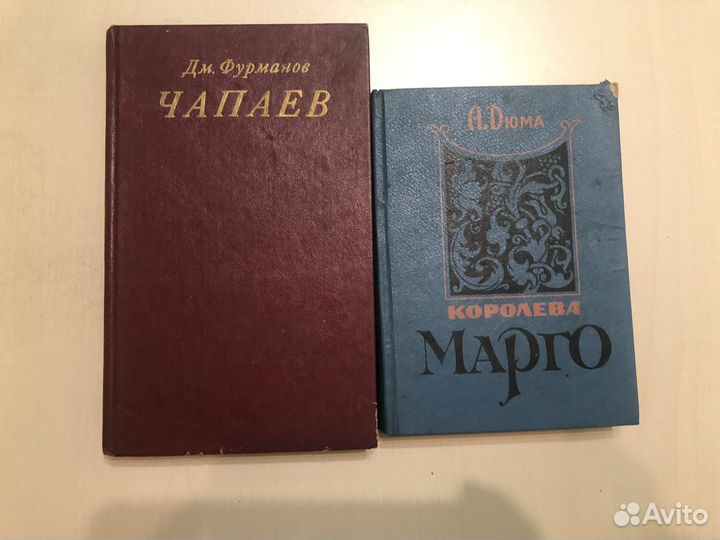 Дм. Фурманов
ЧАПАЕВ
А. Дюма
КОРОЛЕВА
МАРГО
Avito